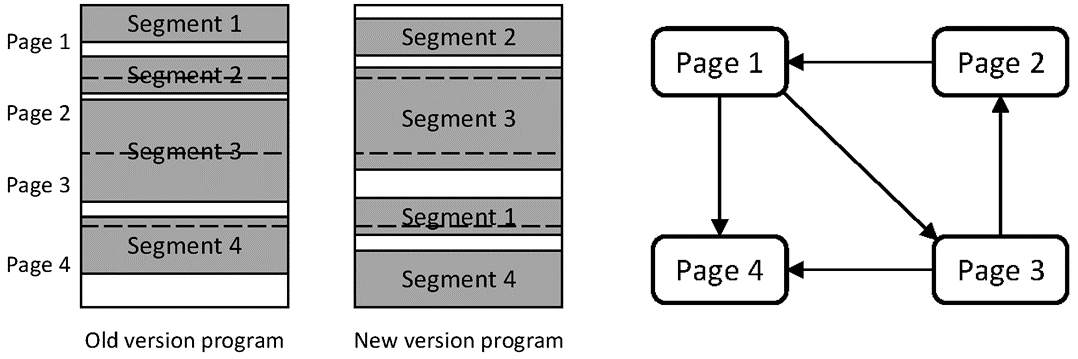 Page 1
Page 2
Page 3
Page 4
Segment 1
Segment 2
Segment 3
Segment 4
Old version program
Segment 2
Segment 3
Segment 1
Segment 4
New version program
Page 1
Page 2
Page 4
Page 3